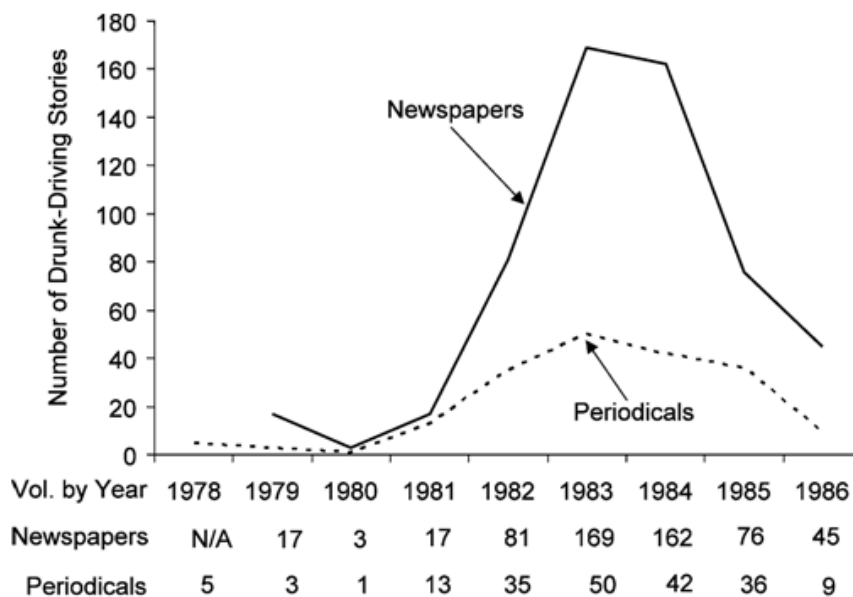 Number of Drunk-Driving Stories
180
160
140
120
100
80
60
40
20
0
Newspapers
Periodicals
Vol. by Year 1978 1979 1980 1981 1982 1983 1984 1985 1986
Newspapers N/A 17 3 17 81 169 162 76 45
Periodicals 5 3 1 13 35 50 42 36 9